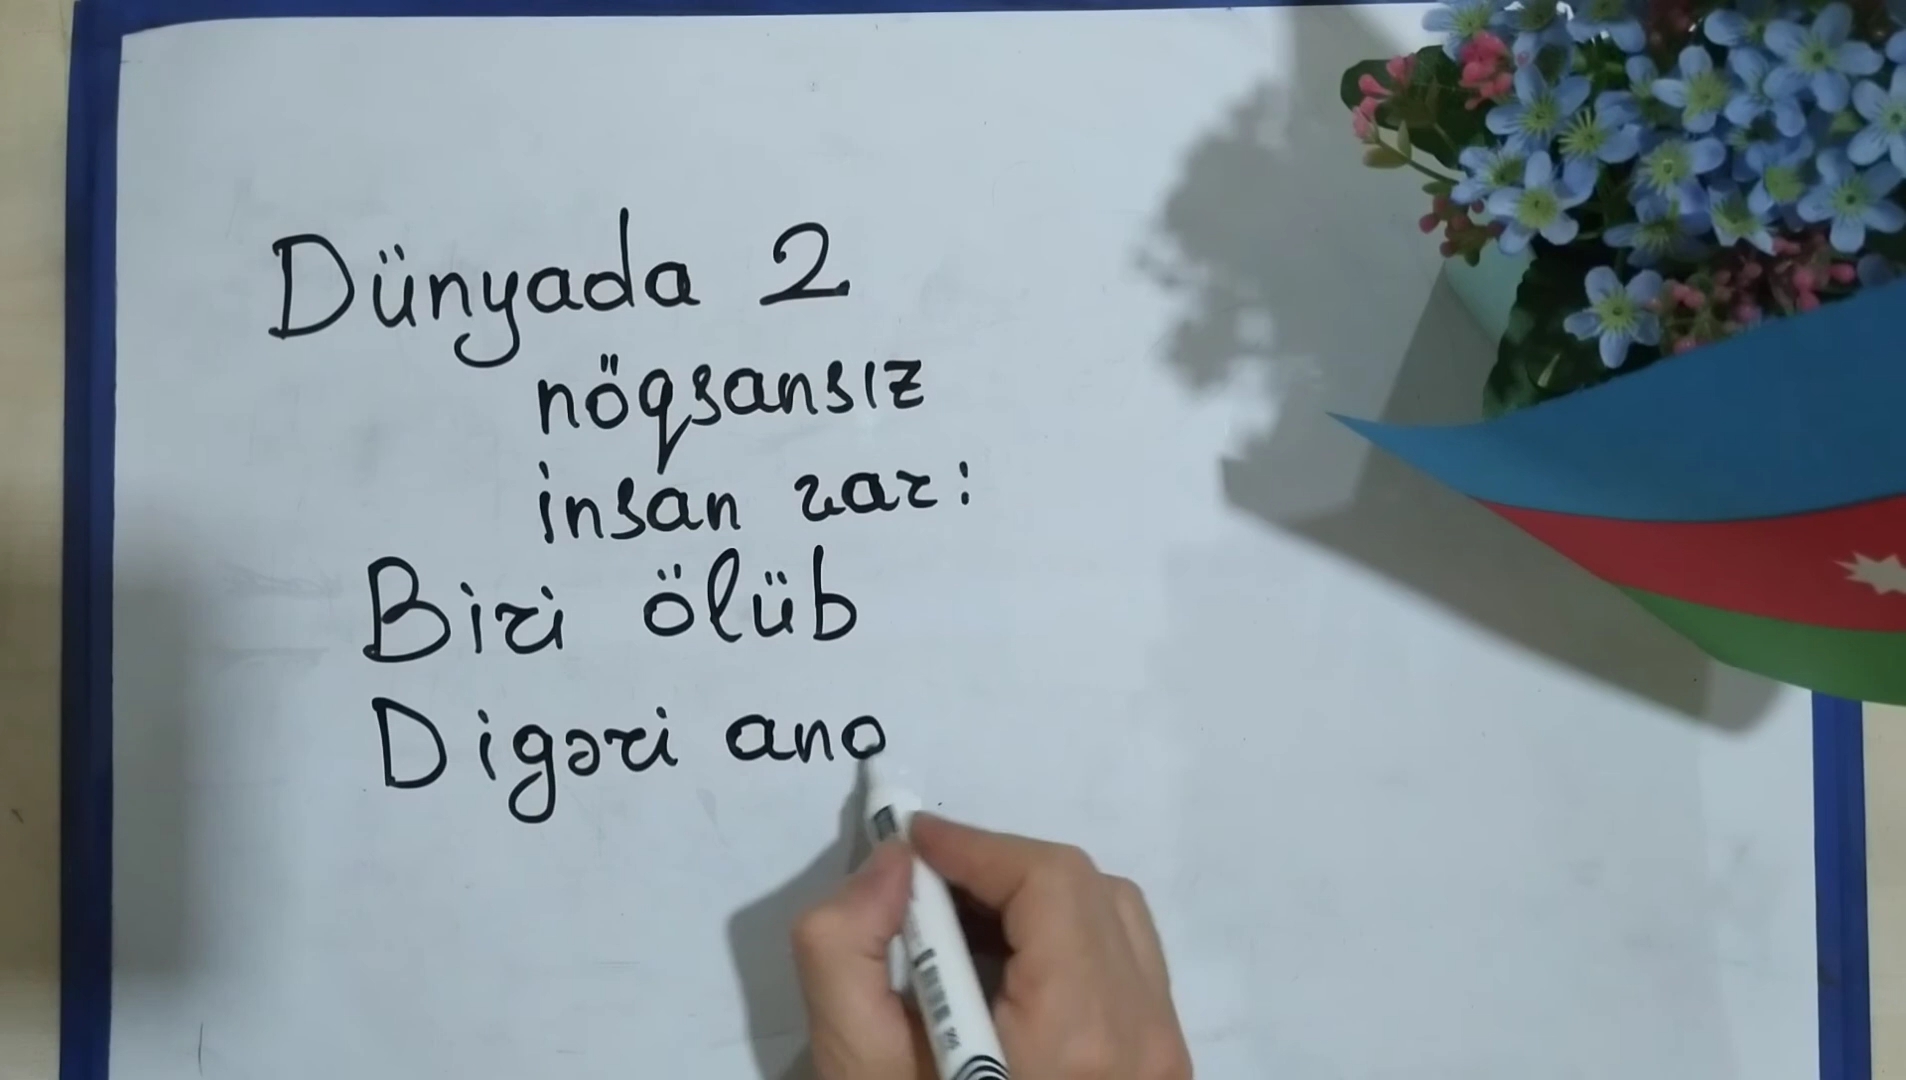 Dünyada 2
nöqsansız
insan var:
Biri ölüb
Digəri ana